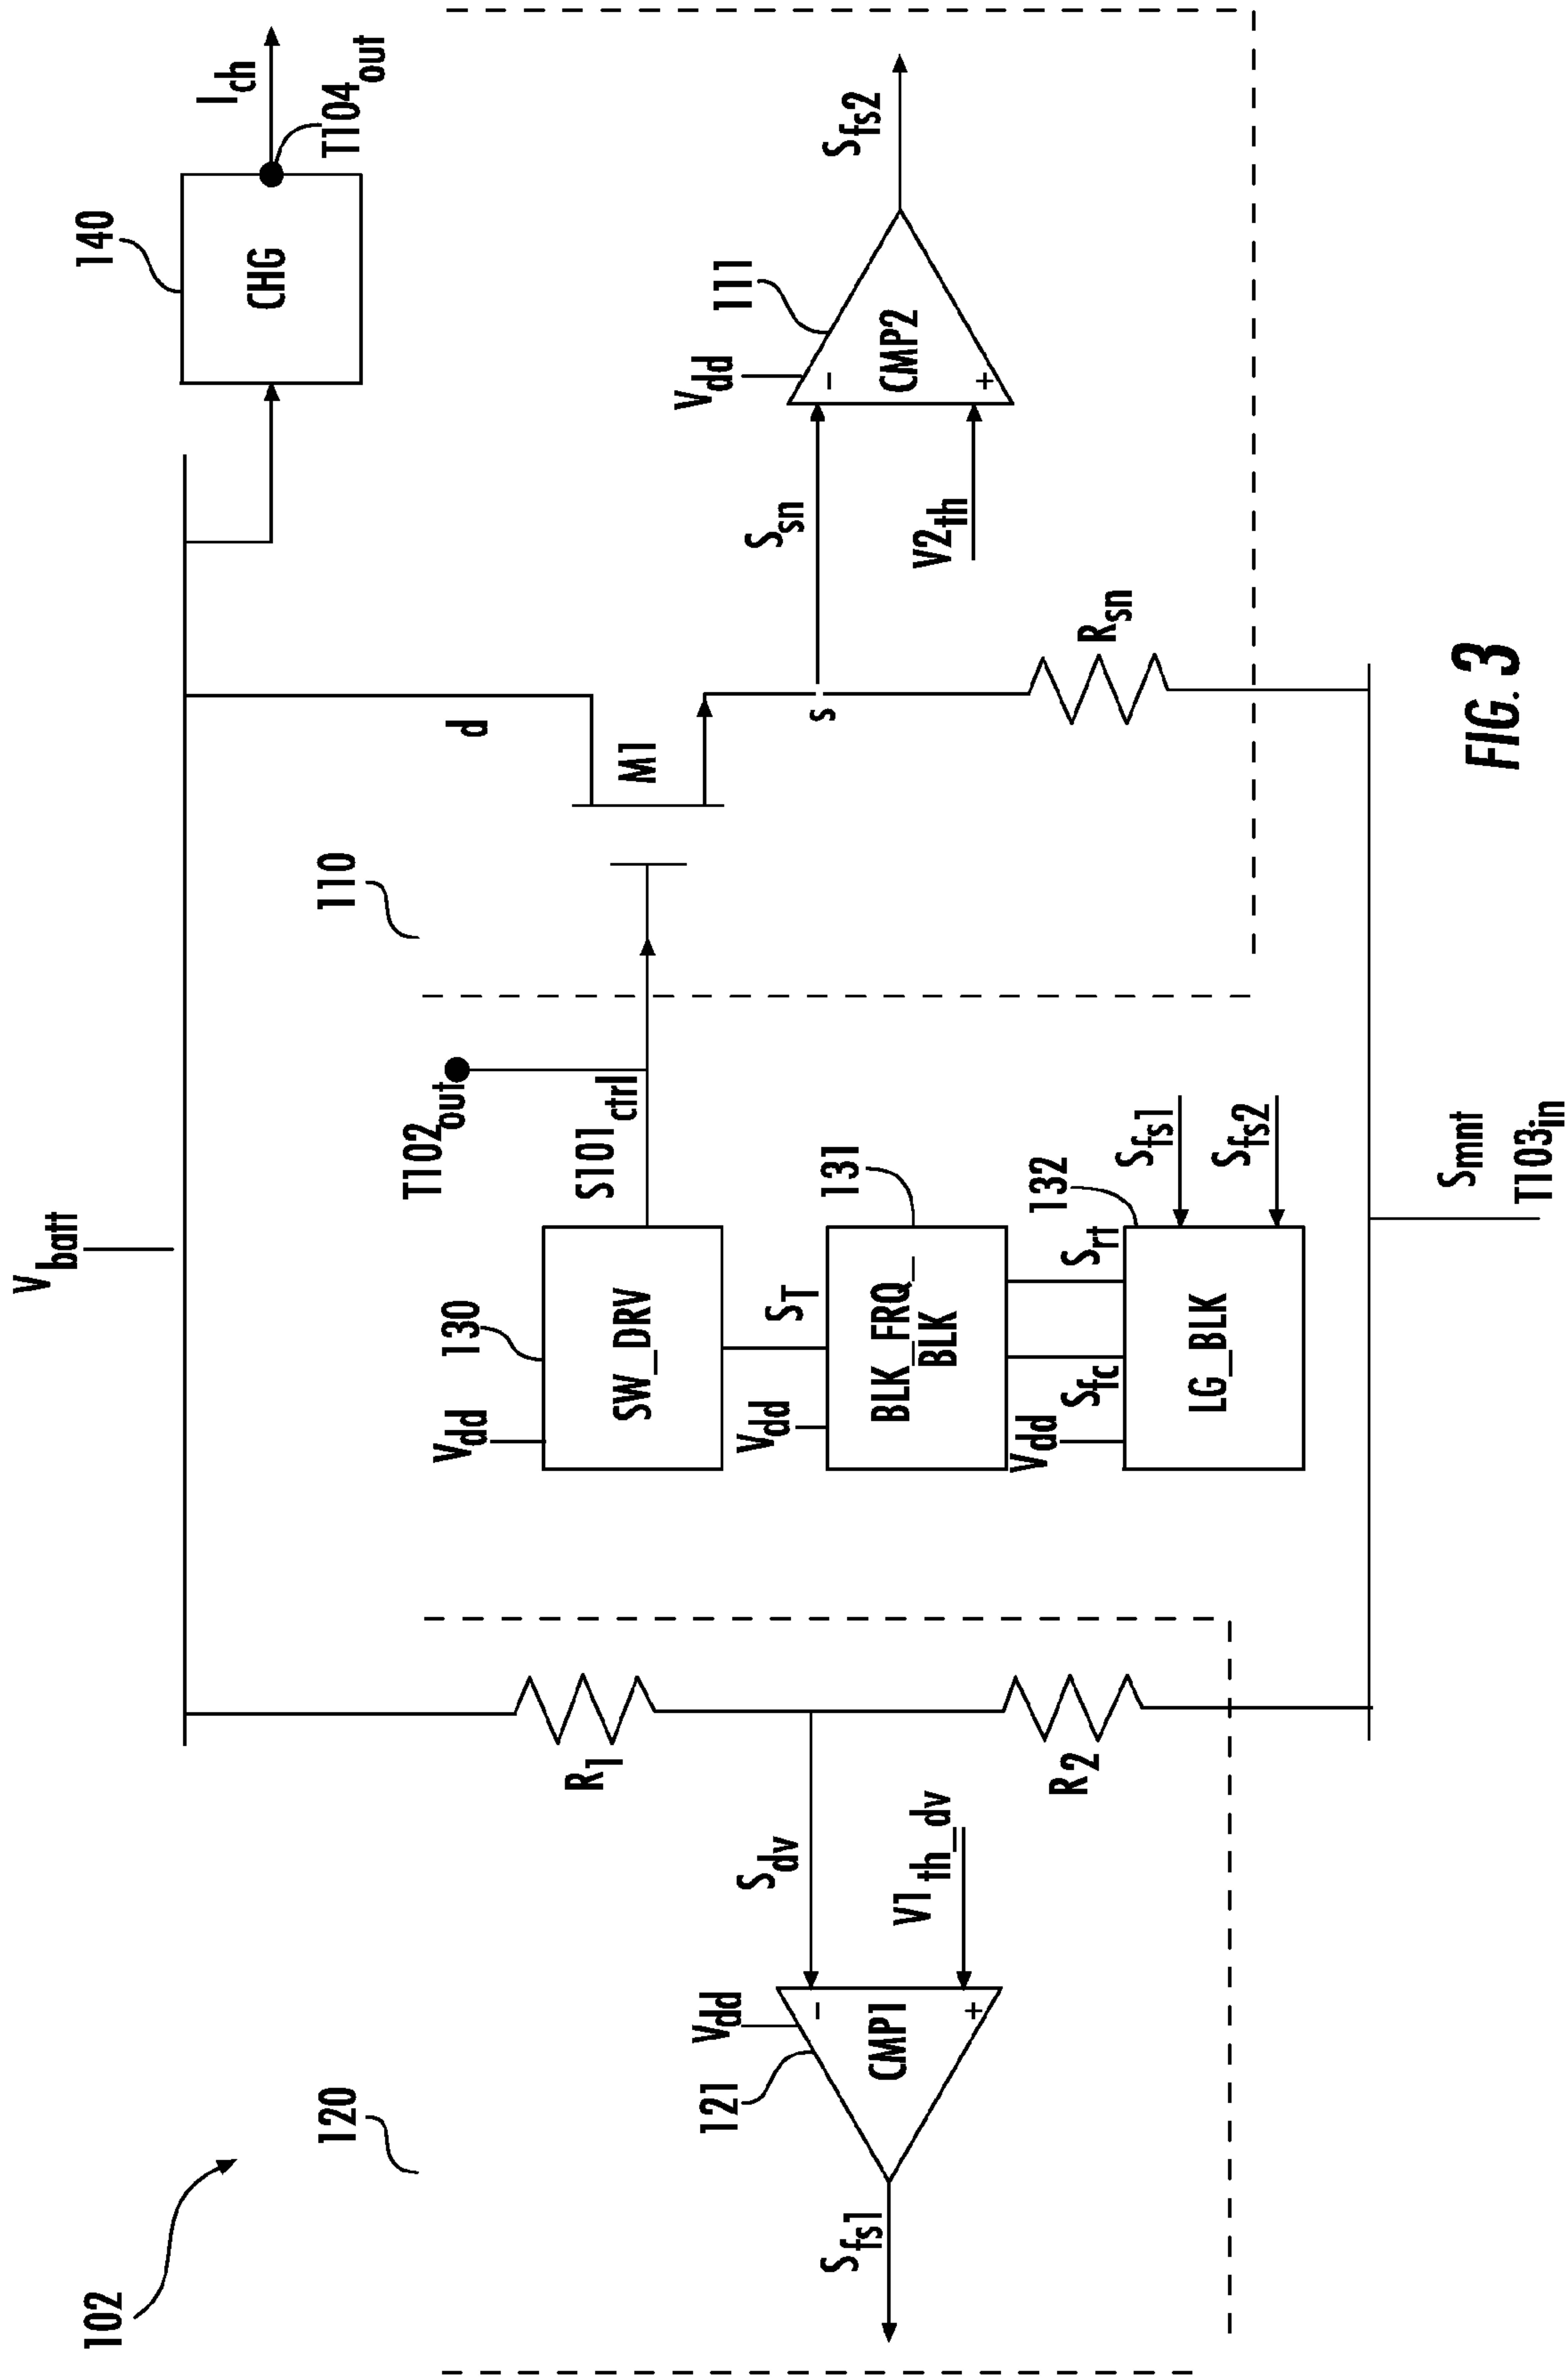 102
120
S_fs1
121
V_dd
CMP1
-
+
S_dv
V1_th_dv
R_1
R_2
V_batt
130
V_dd
SW_DRV
S_T
V_dd
BLK_FRQ_
BLK
131
V_dd
S_fc
S_rt
132
LG_BLK
S_fs1
S_fs2
T102_out
S101_ctrl
S_mnt
T103_in
110
M1
d
s
R_sn
S_sn
V2_th
V_dd
111
CMP2
-
+
S_fs2
140
CHG
I_ch
T104_out
FIG. 3